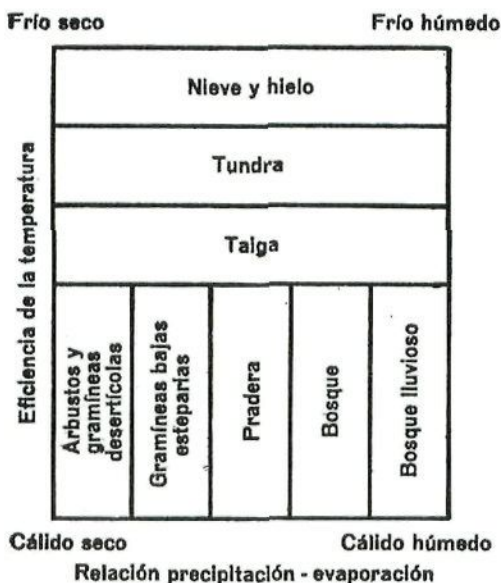 Frío seco
Frío húmedo
Nieve y hielo
Tundra
Taiga
Eficiencia de la temperatura
Arbustos y
gramíneas
desertícolas
Gramíneas bajas
esteparias
Pradera
Bosque
Bosque lluvioso
Cálido seco
Cálido húmedo
Relación precipitación - evaporación